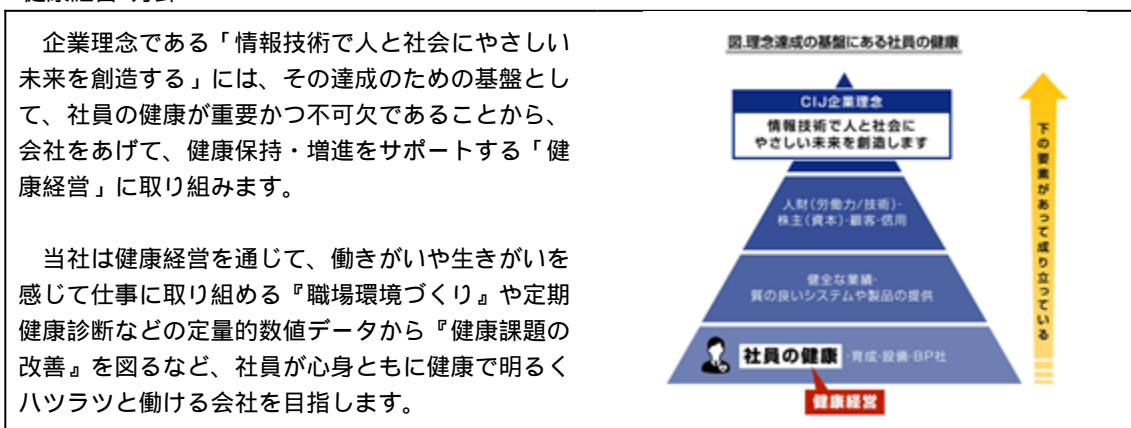 企業理念である「情報技術で人と社会にやさしい
未来を創造する」には、その達成のための基盤とし
て、社員の健康が重要かつ不可欠であることから、
会社をあげて、健康保持・増進をサポートする「健
康経営」に取り組みます。
当社は健康経営を通じて、働きがいや生きがいを
感じて仕事に取り組める『職場環境づくり』や定期
健康診断などの定量的数値データから『健康課題の
改善』を図るなど、社員が心身ともに健康で明るく
ハツラツと働ける会社を目指します。
図.理念達成の基盤にある社員の健康
CIJ企業理念
情報技術で人と社会に
やさしい未来を創造します
人財(労働力/技術)・
株主(資本)・顧客・信用
健全な業績・
質の良いシステムや製品の提供
社員の健康・育成・設備・BP社
健康経営
下の要素があって成り立っている